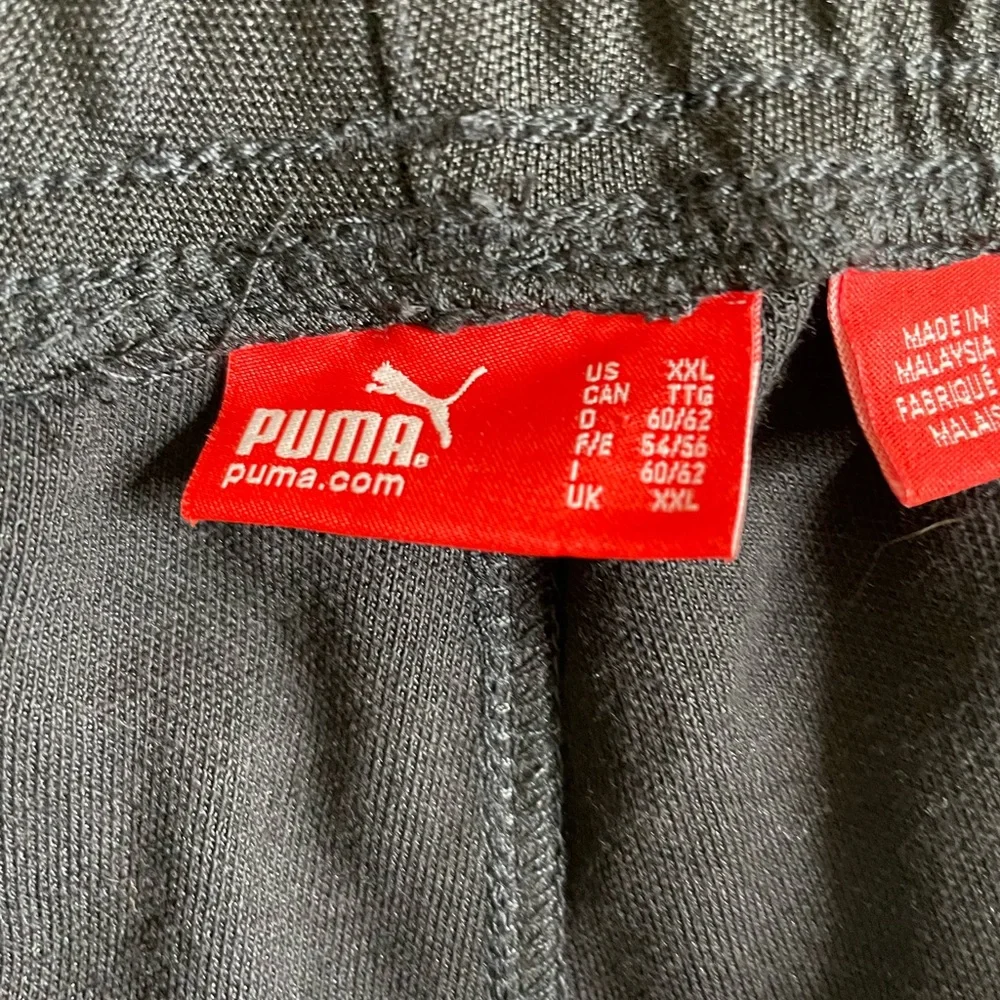 PUMA®
puma.com
US XXL
CAN TTG
D 60/62
F/E 54/56
I 60/62
UK XXL
MADE IN
MALAYSIA
FABRIQUÉ